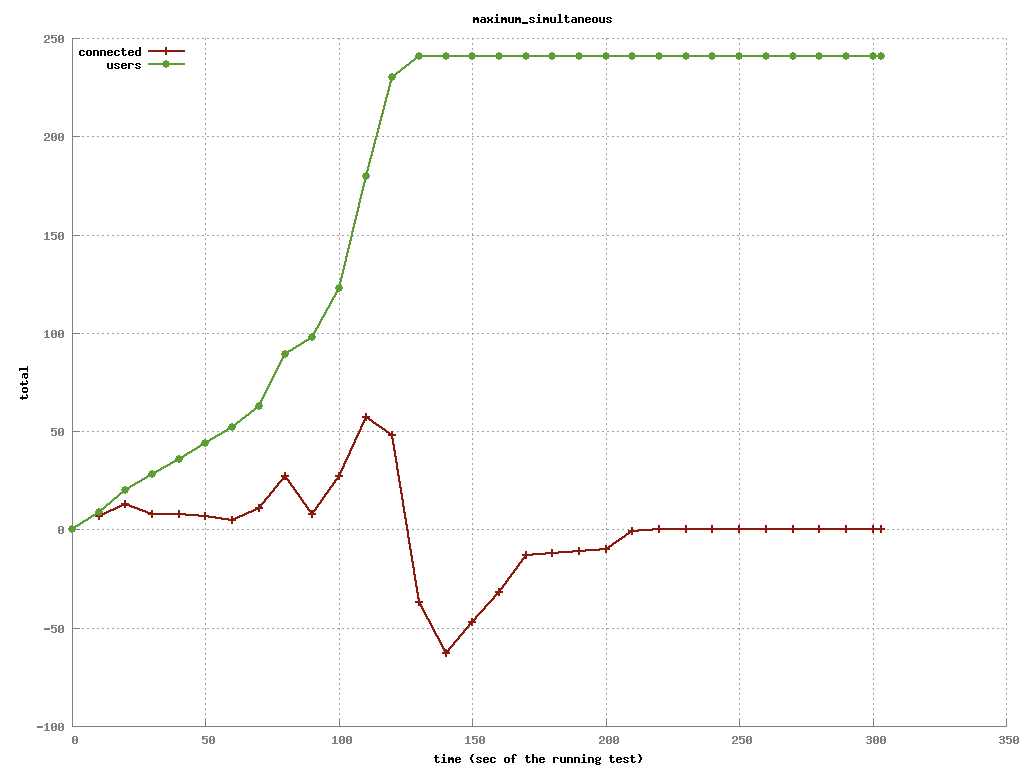 maximum_simultaneous
250
connected
users
200
150
100
50
0
-50
-100
total
0 50 100 150 200 250 300 350
time (sec of the running test)